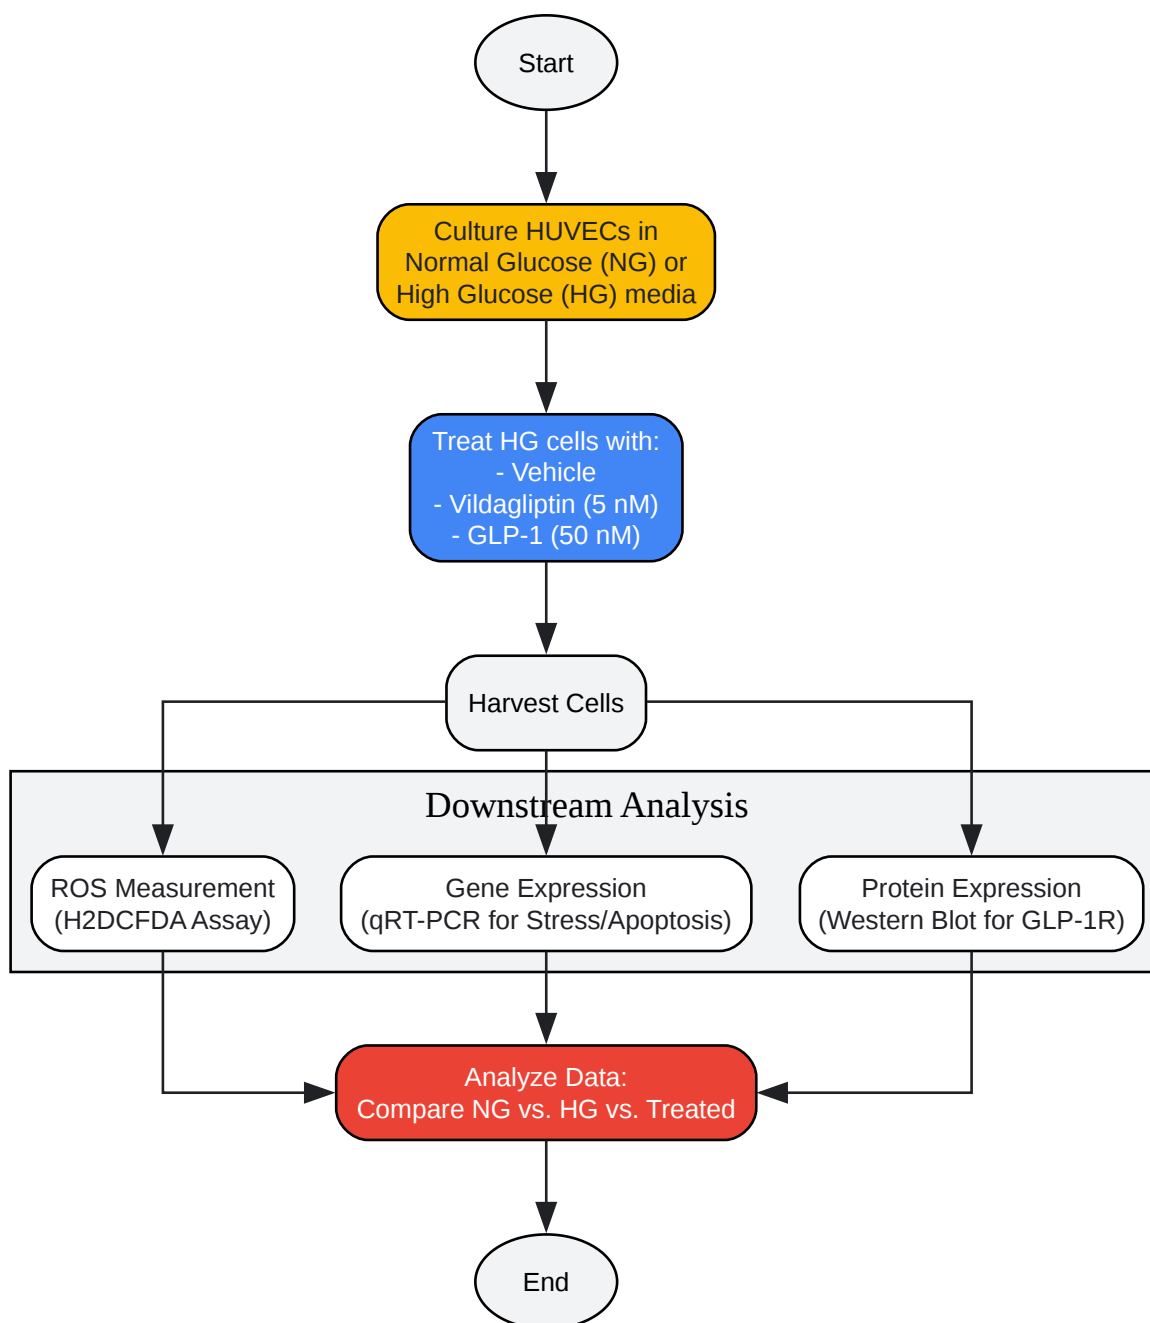 Start
Culture HUVECs in
Normal Glucose (NG) or
High Glucose (HG) media
Treat HG cells with:
- Vehicle
- Vildagliptin (5 nM)
- GLP-1 (50 nM)
Harvest Cells
Downstream Analysis
ROS Measurement
(H2DCFDA Assay)
Gene Expression
(qRT-PCR for Stress/Apoptosis)
Protein Expression
(Western Blot for GLP-1R)
Analyze Data:
Compare NG vs. HG vs. Treated
End